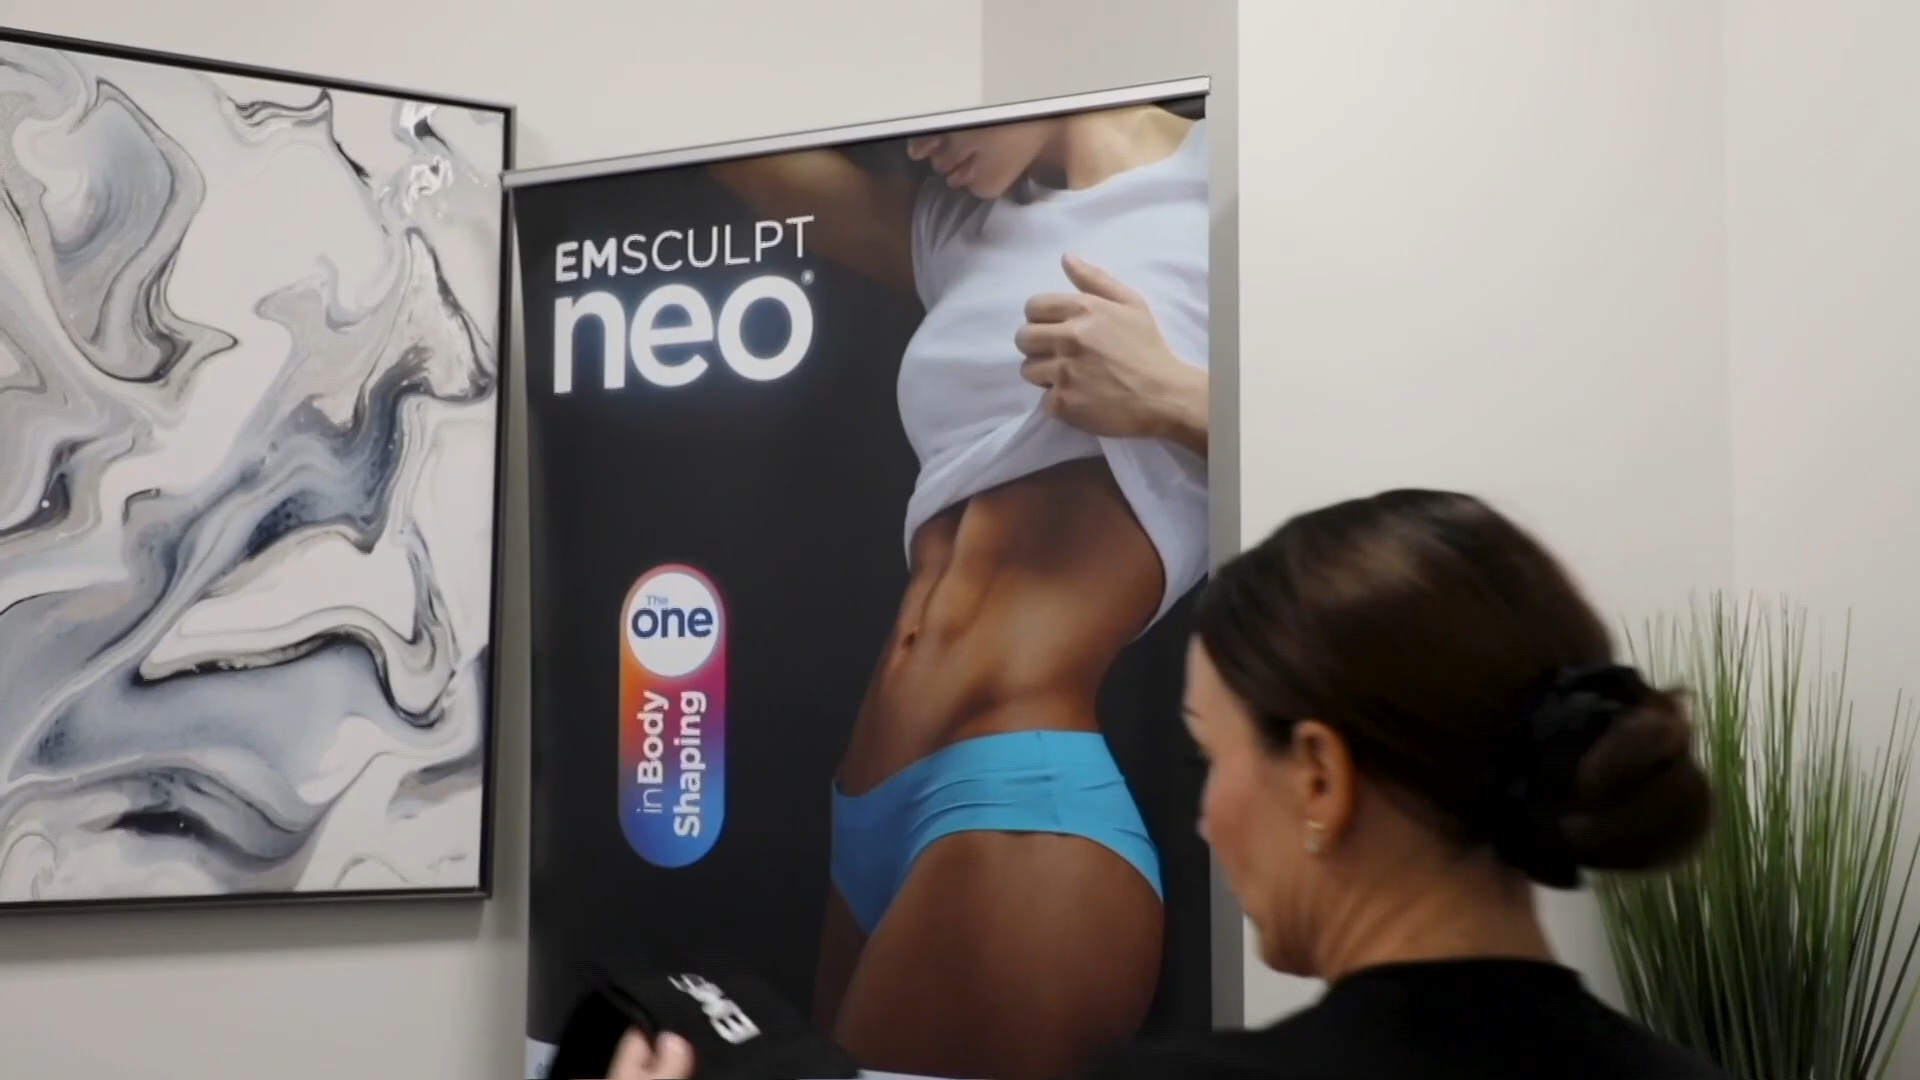 EMSCULPT
neo®
The
one
in Body
Shaping